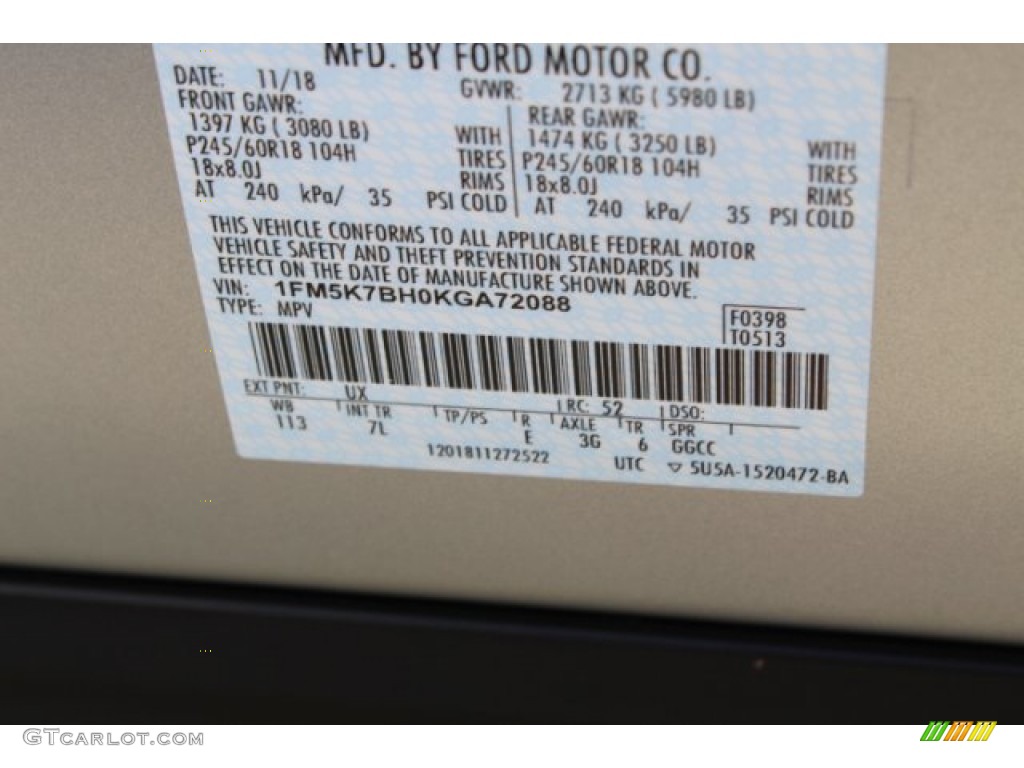 MFD. BY FORD MOTOR CO.
DATE: 11/18 GVWR: 2713 KG ( 5980 LB)
FRONT GAWR: REAR GAWR:
1397 KG ( 3080 LB) WITH 1474 KG ( 3250 LB) WITH
P245/60R18 104H TIRES P245/60R18 104H TIRES
18x8.0J RIMS 18x8.0J RIMS
AT 240 kPa/ 35 PSI COLD AT 240 kPa/ 35 PSI COLD
THIS VEHICLE CONFORMS TO ALL APPLICABLE FEDERAL MOTOR
VEHICLE SAFETY AND THEFT PREVENTION STANDARDS IN
EFFECT ON THE DATE OF MANUFACTURE SHOWN ABOVE.
VIN: 1FM5K7BH0KGA72088
TYPE: MPV
F0398
T0513
EXT PNT: UX RC: 52 DSO:
WB INT TR TP/PS R AXLE TR SPR
113 7L E 3G 6 GGCC
1201811272522 UTC ▽ 5U5A-1520472-BA
GTCARLOT.COM